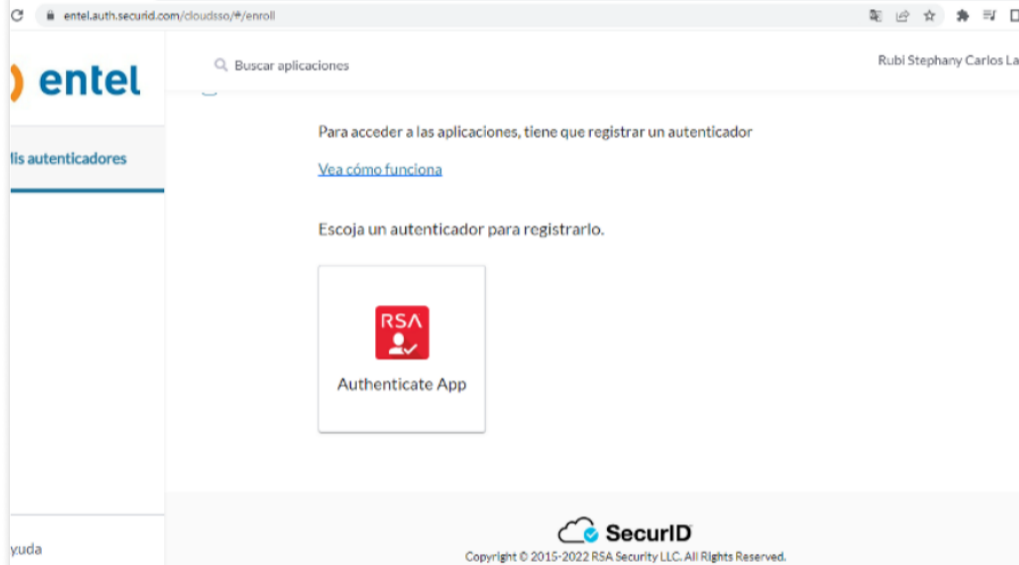 entel.auth.securid.com/cloudsso/#/enroll
entel
Buscar aplicaciones
Rubi Stephany Carlos La
lis autenticadores
Para acceder a las aplicaciones, tiene que registrar un autenticador
Vea cómo funciona
Escoja un autenticador para registrarlo.
RSA
Authenticate App
yuda
SecurID
Copyright © 2015-2022 RSA Security LLC. All Rights Reserved.